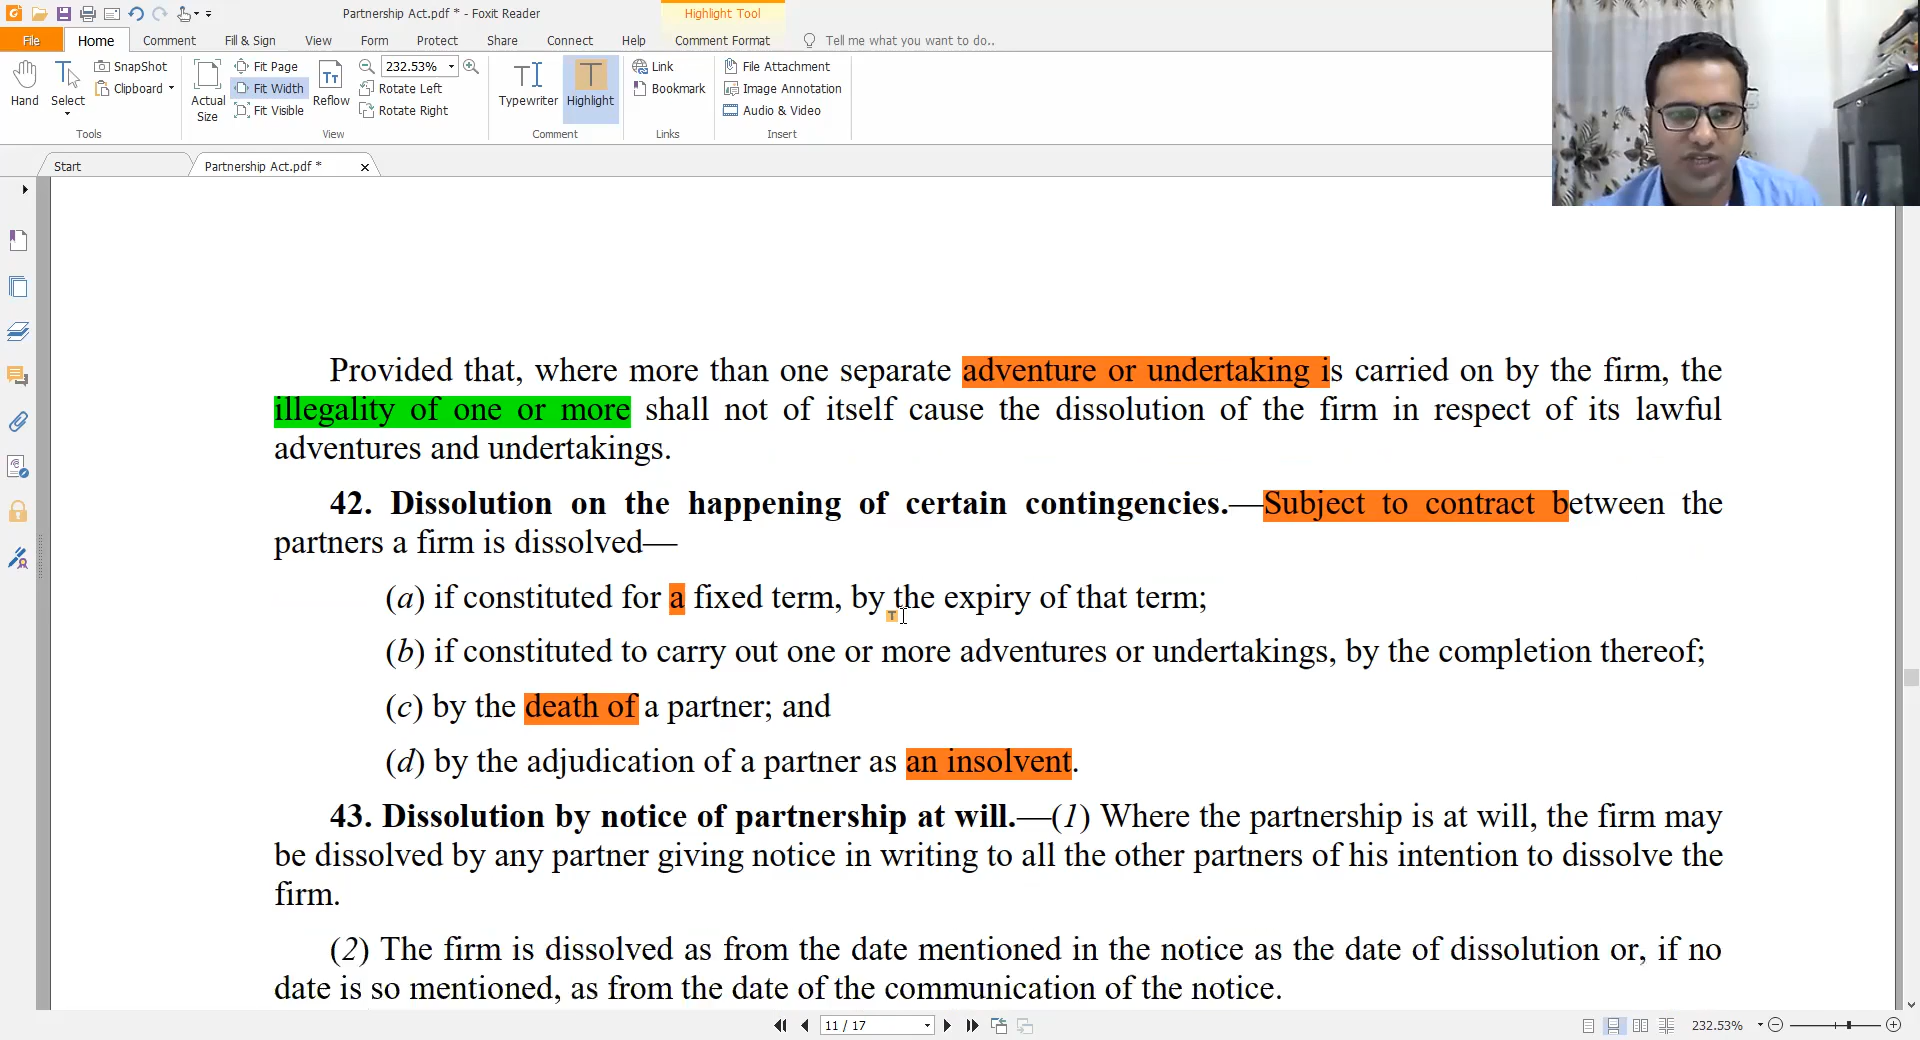 Partnership Act.pdf * - Foxit Reader
Highlight Tool
File
Home
Comment
Fill & Sign
View
Form
Protect
Share
Connect
Help
Comment Format
Tell me what you want to do..
Hand
Select
SnapShot
Clipboard
Tools
Actual Size
Fit Page
Fit Width
Fit Visible
Reflow
232.53%
Rotate Left
Rotate Right
View
Typewriter
Highlight
Comment
Link
Bookmark
Links
File Attachment
Image Annotation
Audio & Video
Insert
Start
Partnership Act.pdf *
Provided that, where more than one separate adventure or undertaking is carried on by the firm, the
illegality of one or more shall not of itself cause the dissolution of the firm in respect of its lawful
adventures and undertakings.
42. Dissolution on the happening of certain contingencies.—Subject to contract between the
partners a firm is dissolved—
(a) if constituted for a fixed term, by the expiry of that term;
(b) if constituted to carry out one or more adventures or undertakings, by the completion thereof;
(c) by the death of a partner; and
(d) by the adjudication of a partner as an insolvent.
43. Dissolution by notice of partnership at will.—(1) Where the partnership is at will, the firm may
be dissolved by any partner giving notice in writing to all the other partners of his intention to dissolve the
firm.
(2) The firm is dissolved as from the date mentioned in the notice as the date of dissolution or, if no
date is so mentioned, as from the date of the communication of the notice.
11 / 17
232.53%